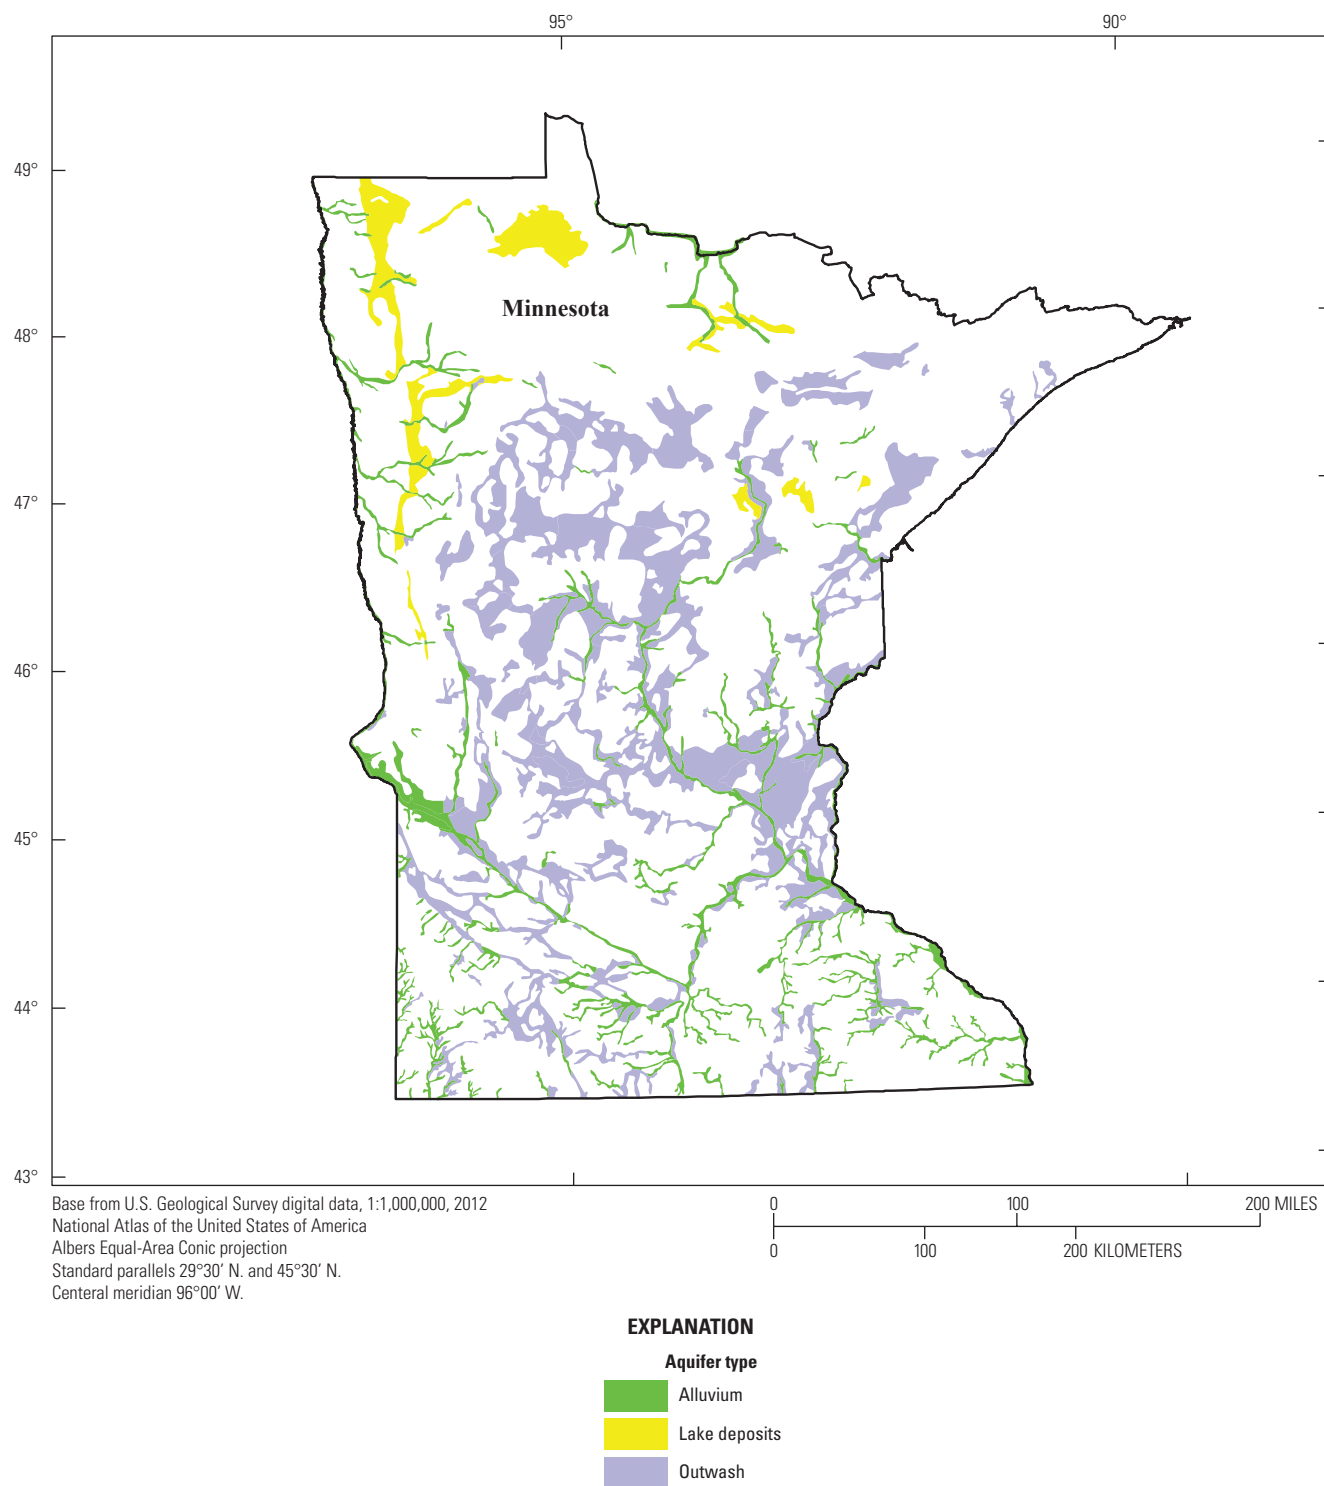 95°
90°
49°
Minnesota
48°
47°
46°
45°
44°
43°
Base from U.S. Geological Survey digital data, 1:1,000,000, 2012
National Atlas of the United States of America
Albers Equal-Area Conic projection
Standard parallels 29°30′ N. and 45°30′ N.
Centeral meridian 96°00′ W.
0 100 200 MILES
0 100 200 KILOMETERS
EXPLANATION
Aquifer type
Alluvium
Lake deposits
Outwash